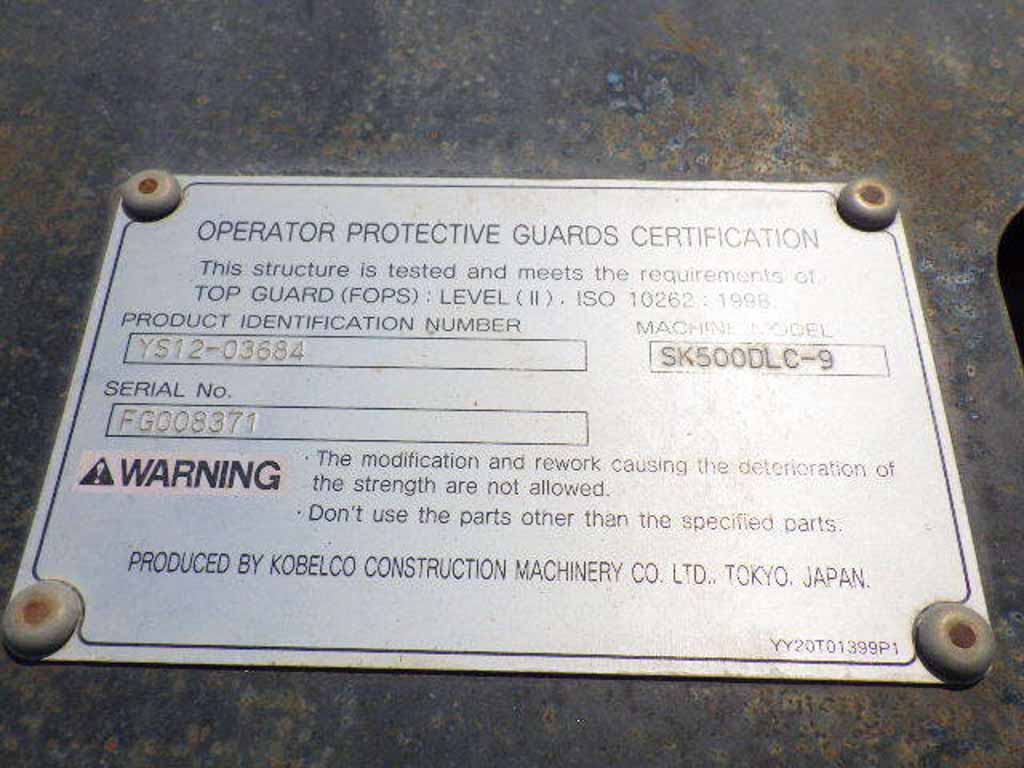 OPERATOR PROTECTIVE GUARDS CERTIFICATION
This structure is tested and meets the requirements of
TOP GUARD (FOPS) : LEVEL (II), ISO 10262 : 1998.
PRODUCT IDENTIFICATION NUMBER
YS12-03684
MACHINE MODEL
SK500DLC-9
SERIAL No.
FG008371
WARNING
· The modification and rework causing the deterioration of
the strength are not allowed.
· Don't use the parts other than the specified parts.
PRODUCED BY KOBELCO CONSTRUCTION MACHINERY CO. LTD., TOKYO, JAPAN.
YY20T01399P1